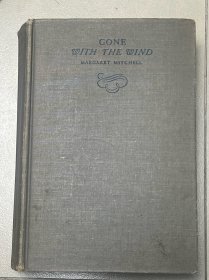 GONE
WITH THE WIND
MARGARET MITCHELL